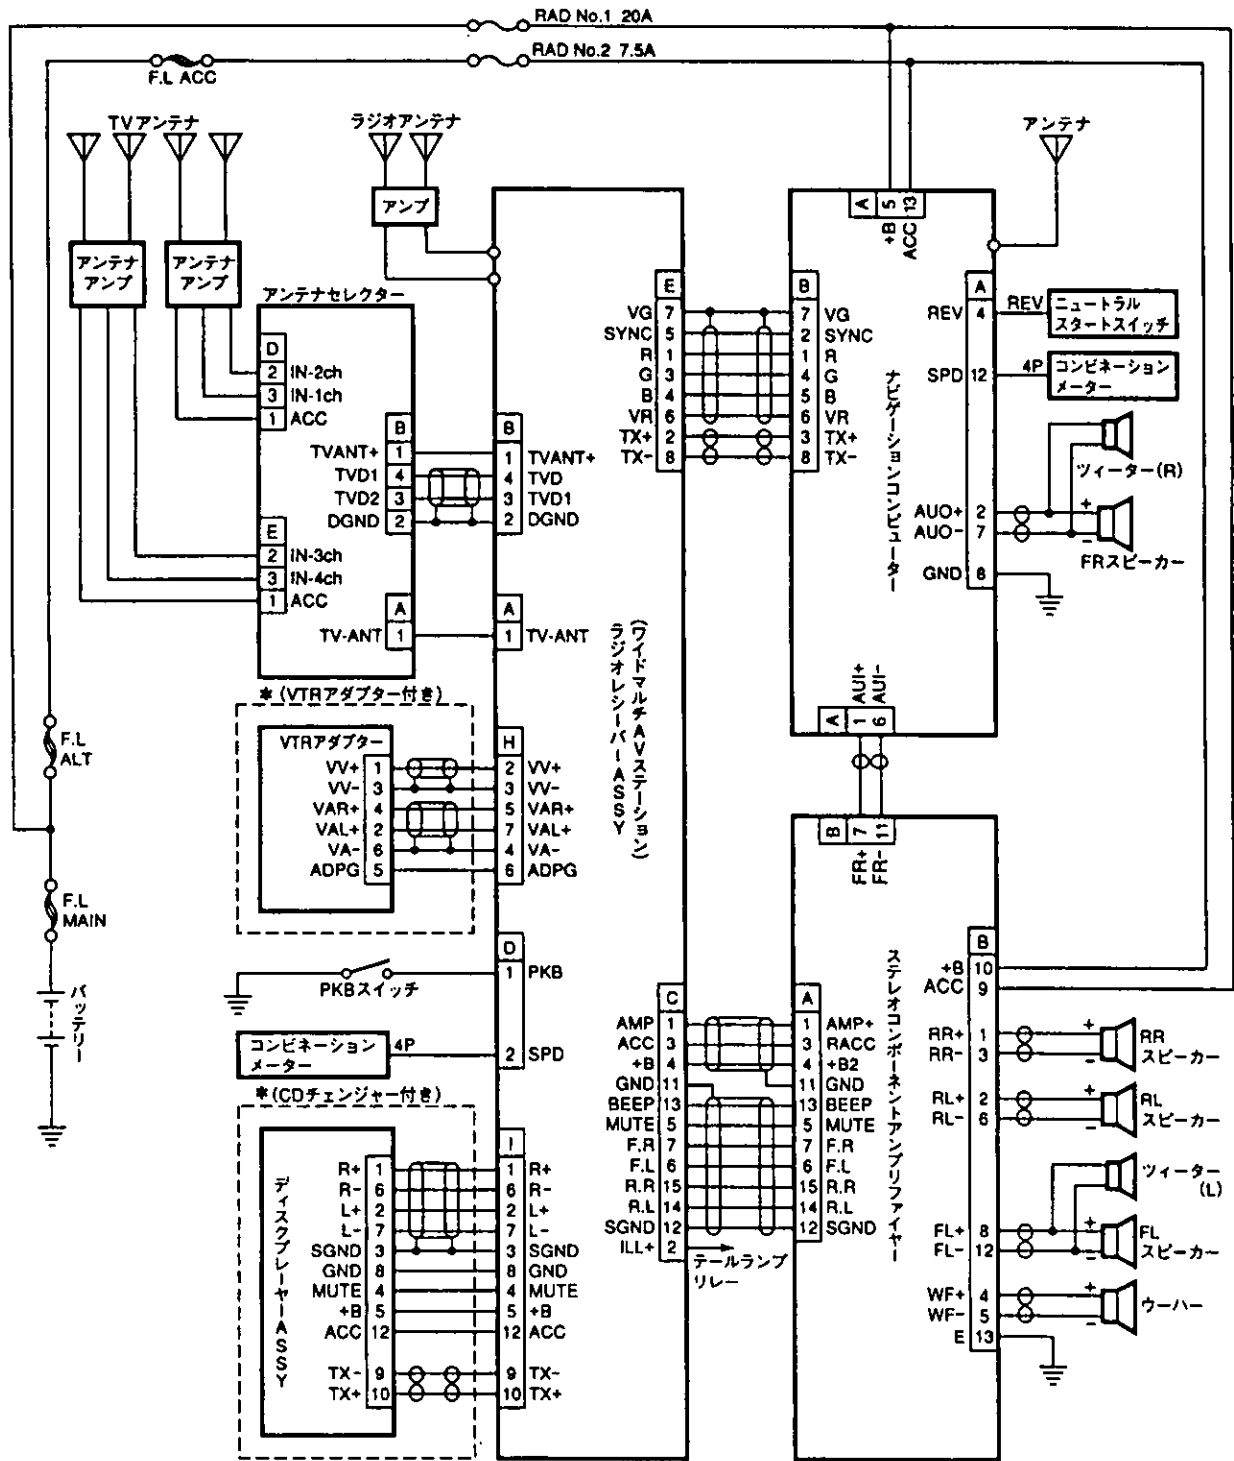 RAD No.1 20A
RAD No.2 7.5A
F.L ACC
TVアンテナ
ラジオアンテナ
アンテナ
アンプ
アンテナ
アンプ
アンテナ
アンプ
アンテナセレクター
D
2 IN-2ch
3 IN-1ch
1 ACC
E
2 IN-3ch
3 IN-4ch
1 ACC
B
TVANT+ 1
TVD1 4
TVD2 3
DGND 2
A
TV-ANT 1
B
1 TVANT+
4 TVD
3 TVD1
2 DGND
A
1 TV-ANT
*(VTRアダプター付き)
VTRアダプター
VV+ 1
VV- 3
VAR+ 4
VAL+ 2
VA- 6
ADPG 5
H
2 VV+
3 VV-
5 VAR+
7 VAL+
4 VA-
6 ADPG
F.L
ALT
F.L
MAIN
バッテリー
PKBスイッチ
D
1 PKB
コンビネーション
メーター
4P
2 SPD
*(CDチェンジャー付き)
ディスクプレーヤーASSY
R+ 1
R- 6
L+ 2
L- 7
SGND 3
GND 8
MUTE 4
+B 5
ACC 12
TX- 9
TX+ 10
I
1 R+
6 R-
2 L+
7 L-
3 SGND
8 GND
4 MUTE
5 +B
12 ACC
9 TX-
10 TX+
ラジオレシーバーASSY
(ワイドマルチAVステーション)
E
VG 7
SYNC 5
R 1
G 3
B 4
VR 6
TX+ 2
TX- 8
B
7 VG
2 SYNC
1 R
4 G
5 B
6 VR
3 TX+
8 TX-
A 5 13
+B ACC
ナビゲーションコンピューター
A
REV 4
REV
ニュートラル
スタートスイッチ
SPD 12
4P
コンビネーション
メーター
ツィーター(R)
AUO+ 2
AUO- 7
+
-
FRスピーカー
GND 8
AUI+ AUI-
A 1 6
B 7 11
FR+ FR-
ステレオコンポーネントアンプリファイヤー
C
AMP 1
ACC 3
+B 4
GND 11
BEEP 13
MUTE 5
F.R 7
F.L 6
R.R 15
R.L 14
SGND 12
ILL+ 2
テールランプ
リレー
A
1 AMP+
3 RACC
4 +B2
11 GND
13 BEEP
5 MUTE
7 F.R
6 F.L
15 R.R
14 R.L
12 SGND
B
+B 10
ACC 9
RR+ 1
RR- 3
+
-
RR
スピーカー
RL+ 2
RL- 6
+
-
RL
スピーカー
ツィーター
(L)
FL+ 8
FL- 12
+
-
FL
スピーカー
WF+ 4
WF- 5
+
-
ウーハー
E 13